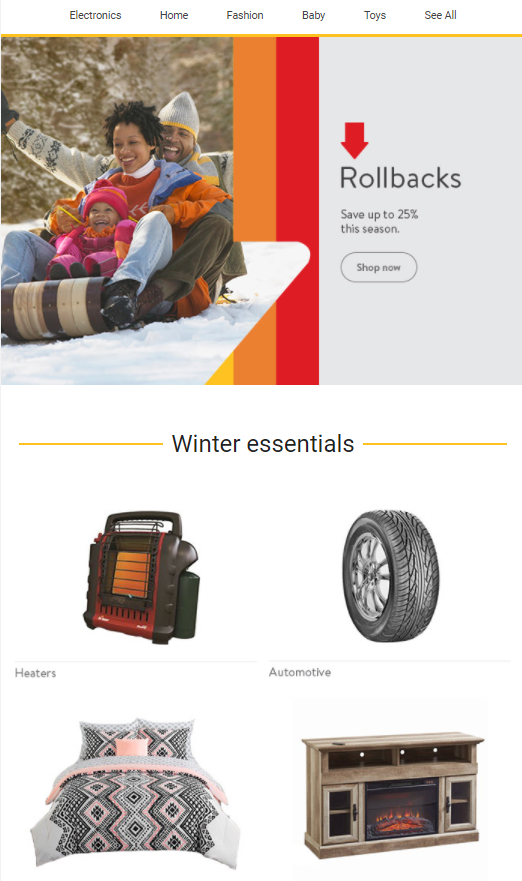 Electronics Home Fashion Baby Toys See All
Rollbacks
Save up to 25%
this season.
Shop now
Winter essentials
Heaters
Automotive